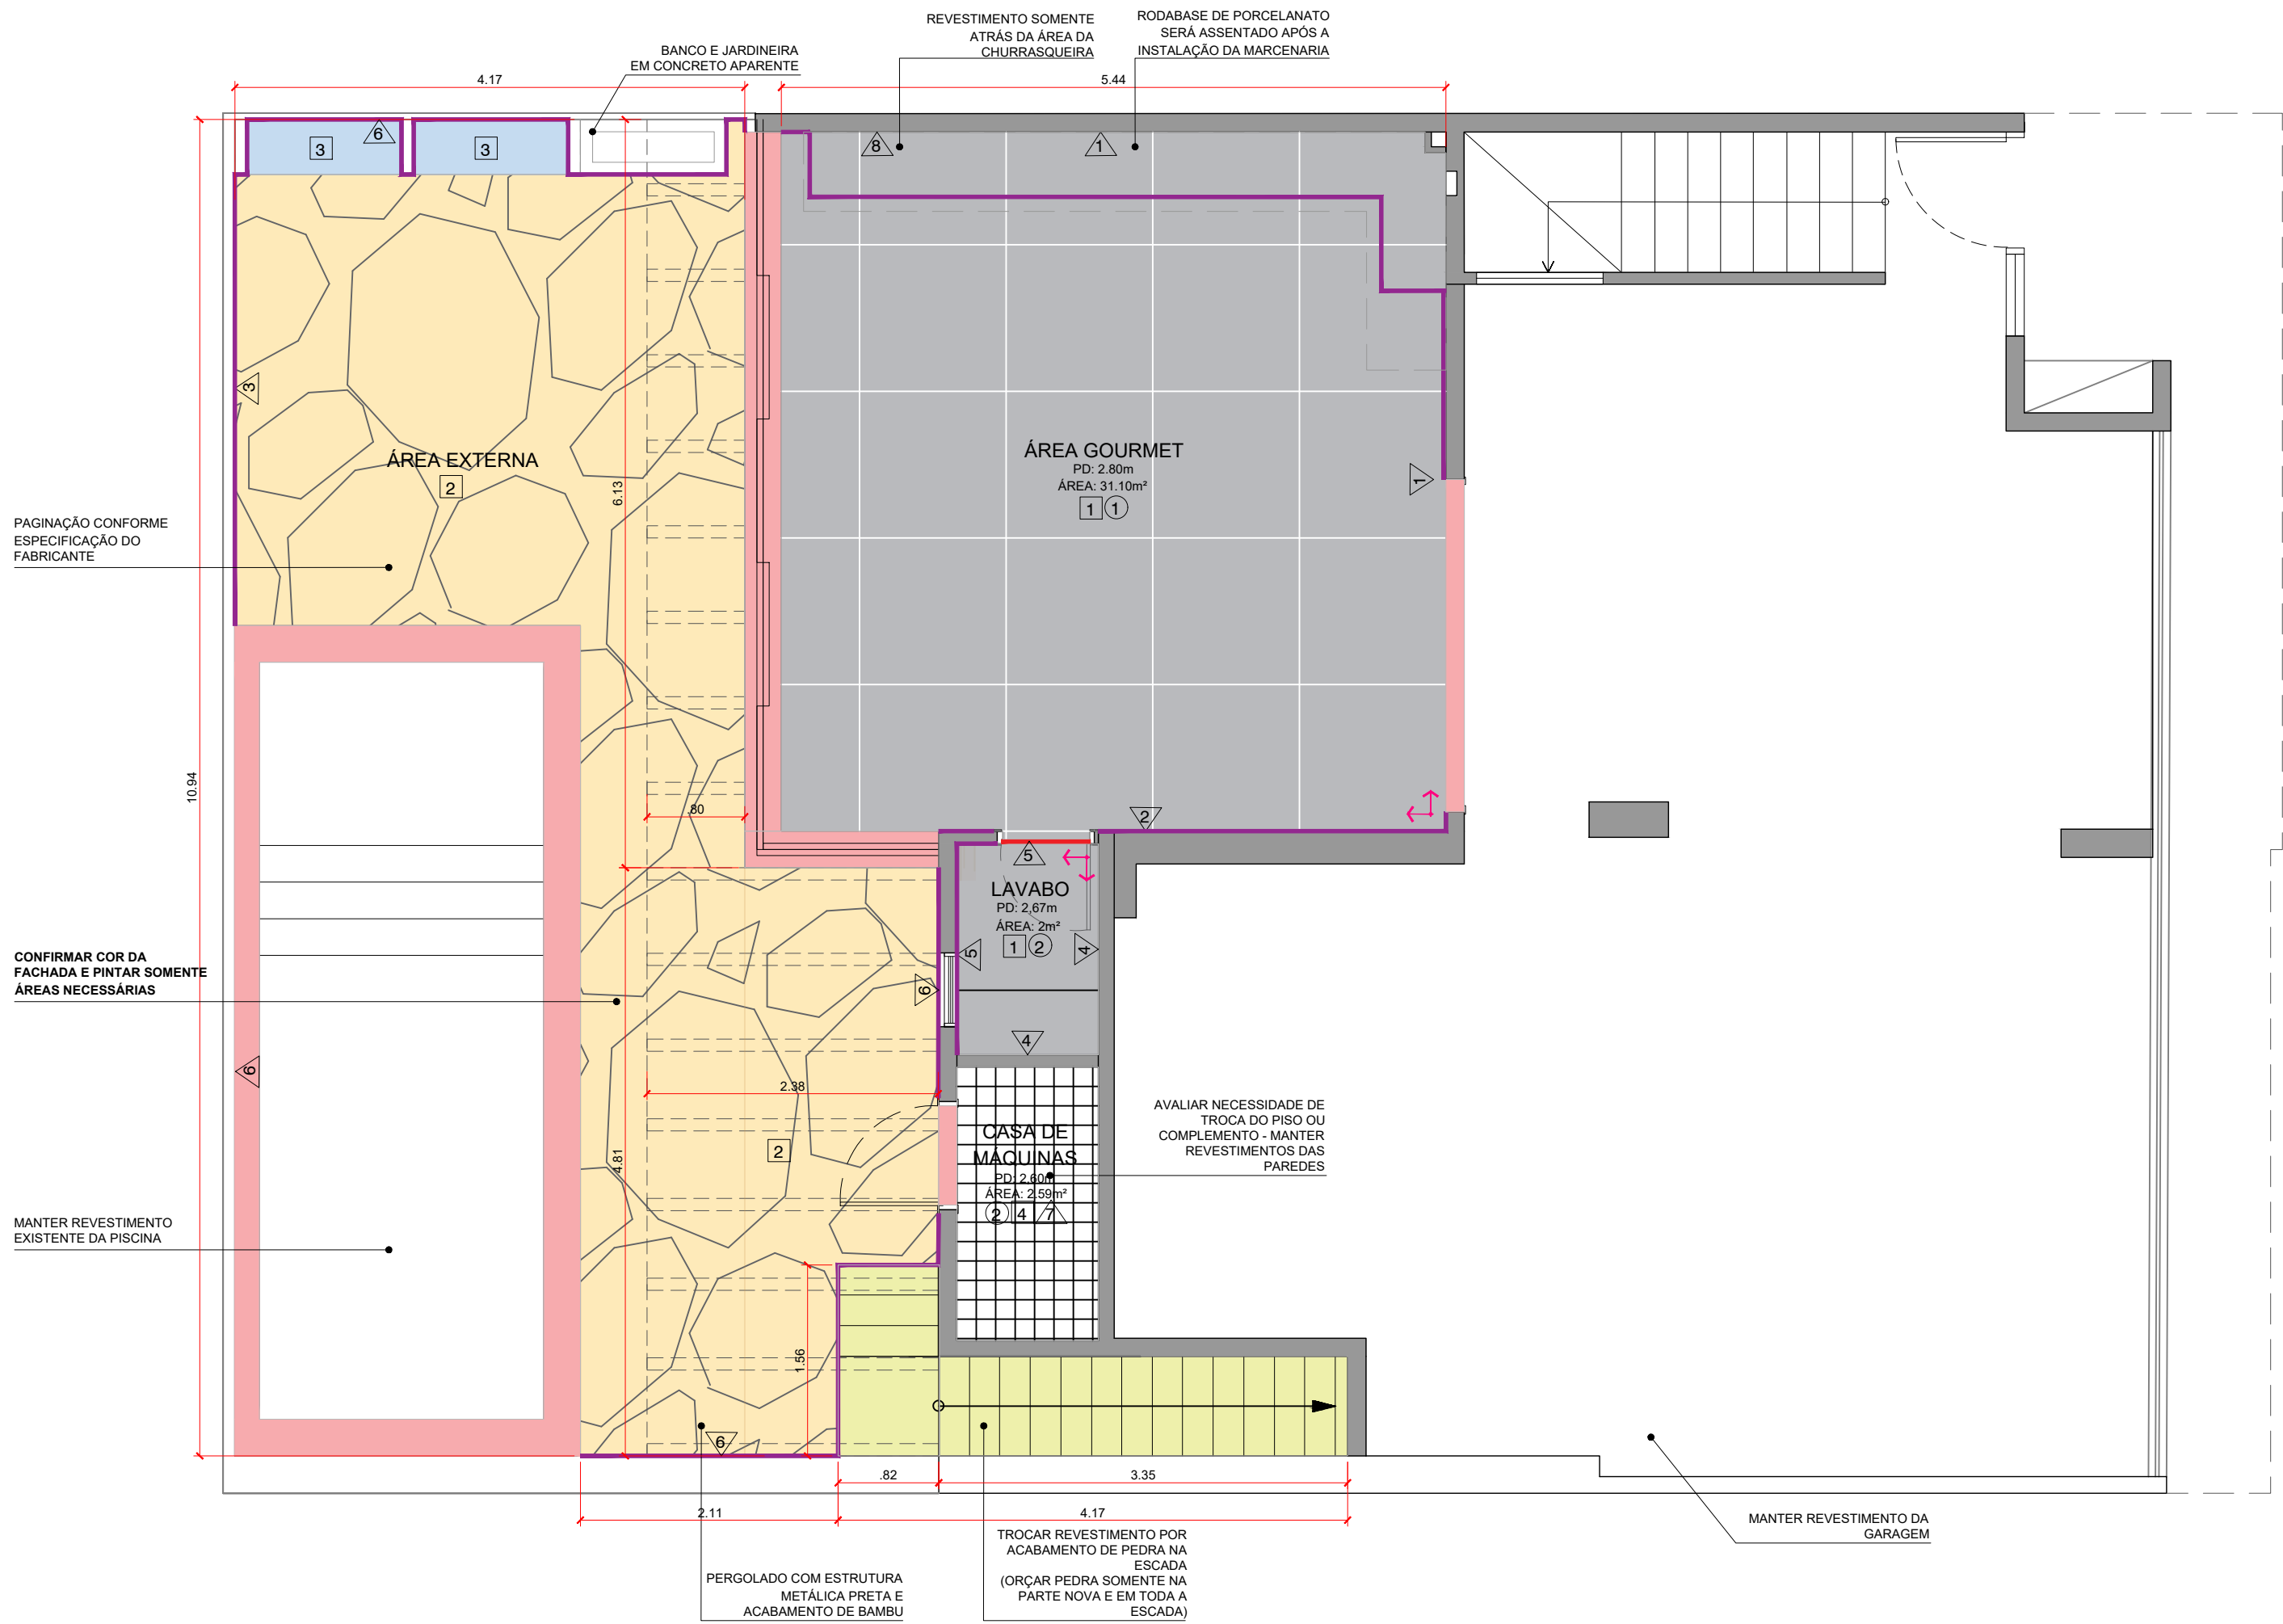 REVESTIMENTO SOMENTE
ATRÁS DA ÁREA DA
CHURRASQUEIRA
RODABASE DE PORCELANATO
SERÁ ASSENTADO APÓS A
INSTALAÇÃO DA MARCENARIA
BANCO E JARDINEIRA
EM CONCRETO APARENTE
4.17
5.44
3
6
3
8
1
3
ÁREA EXTERNA
2
6.13
ÁREA GOURMET
PD: 2.80m
ÁREA: 31.10m²
1 1
1
PAGINAÇÃO CONFORME
ESPECIFICAÇÃO DO
FABRICANTE
10.94
.80
2
5
LAVABO
PD: 2,67m
ÁREA: 2m²
1 2
5
4
6
4
CONFIRMAR COR DA
FACHADA E PINTAR SOMENTE
ÁREAS NECESSÁRIAS
6
2.38
2
4.81
CASA DE
MÁQUINAS
PD: 2.60m
ÁREA: 2.59m²
2 4 7
AVALIAR NECESSIDADE DE
TROCA DO PISO OU
COMPLEMENTO - MANTER
REVESTIMENTOS DAS
PAREDES
MANTER REVESTIMENTO
EXISTENTE DA PISCINA
1.56
6
.82
3.35
2.11
4.17
PERGOLADO COM ESTRUTURA
METÁLICA PRETA E
ACABAMENTO DE BAMBU
TROCAR REVESTIMENTO POR
ACABAMENTO DE PEDRA NA
ESCADA
(ORÇAR PEDRA SOMENTE NA
PARTE NOVA E EM TODA A
ESCADA)
MANTER REVESTIMENTO DA
GARAGEM